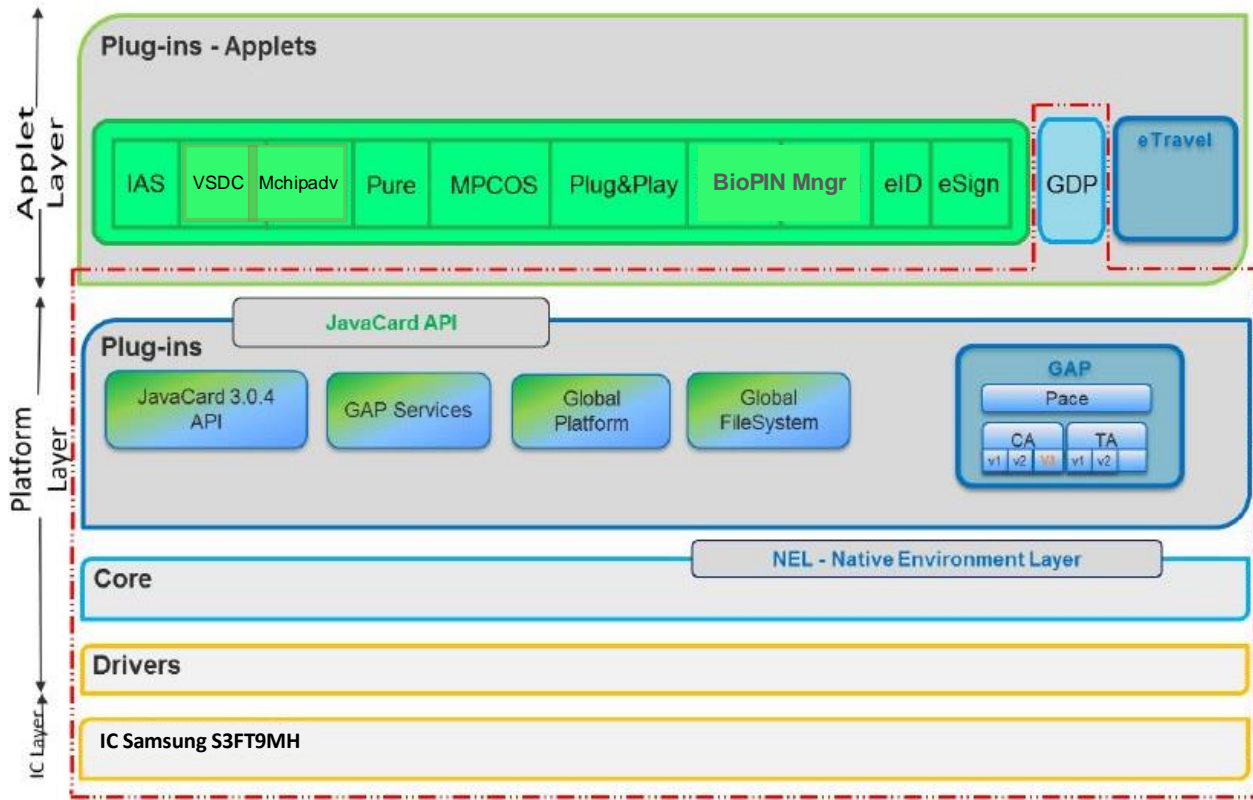 Applet
Layer
Plug-ins - Applets
IAS
VSDC
Mchipadv
Pure
MPCOS
Plug&Play
BioPIN Mngr
eID
eSign
GDP
eTravel
Platform
Layer
JavaCard API
Plug-ins
JavaCard 3.0.4
API
GAP Services
Global
Platform
Global
FileSystem
GAP
Pace
CA
TA
v1
v2
V3
v1
v2
NEL - Native Environment Layer
Core
Drivers
IC Layer
IC Samsung S3FT9MH